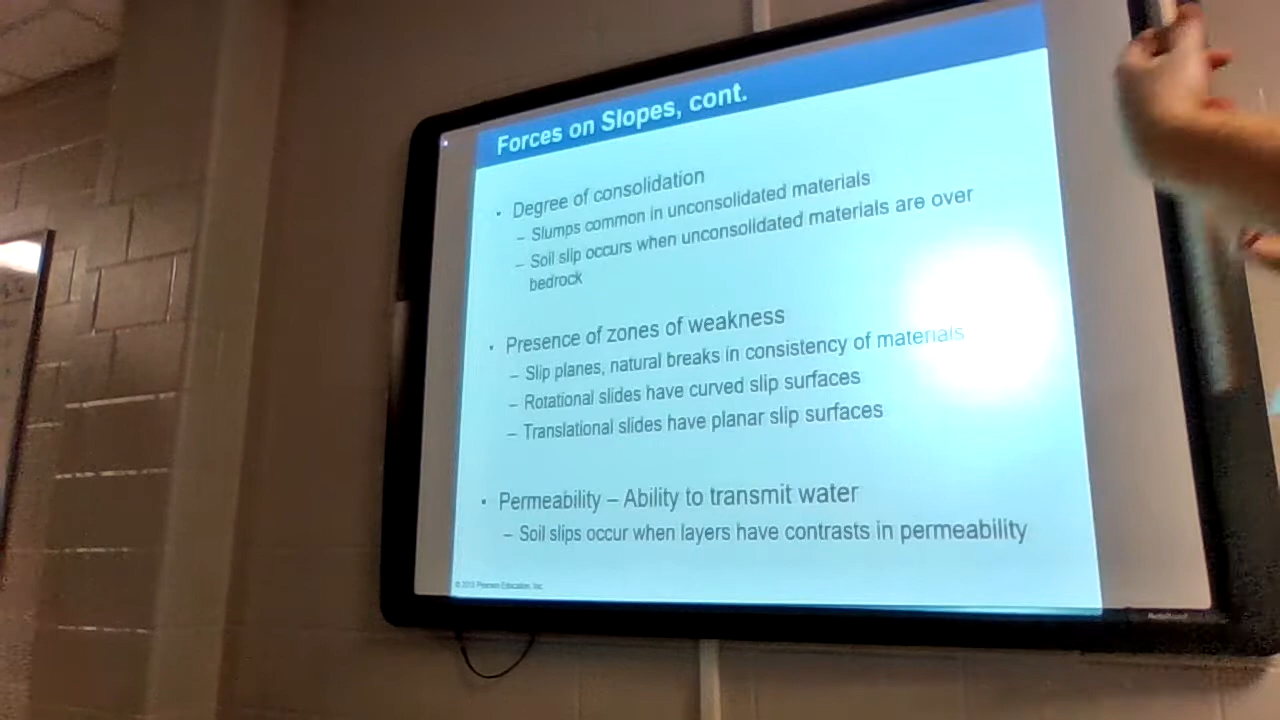 Forces on Slopes, cont.
• Degree of consolidation
– Slumps common in unconsolidated materials
– Soil slip occurs when unconsolidated materials are over
bedrock
• Presence of zones of weakness
– Slip planes, natural breaks in consistency of materials
– Rotational slides have curved slip surfaces
– Translational slides have planar slip surfaces
• Permeability – Ability to transmit water
– Soil slips occur when layers have contrasts in permeability
Pearson Education, Inc.